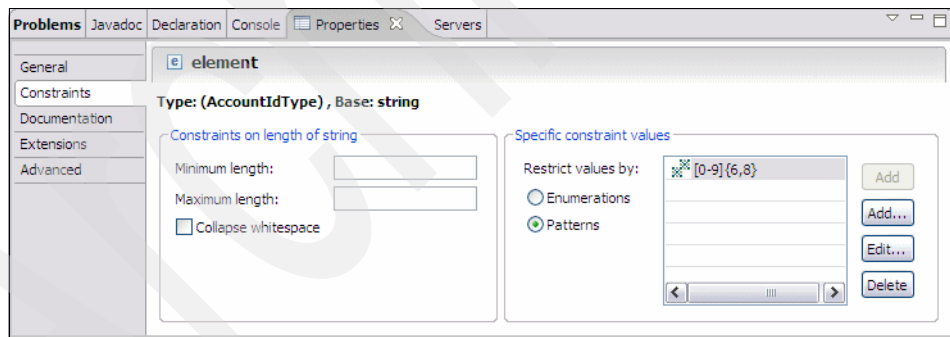 Problems Javadoc Declaration Console Properties Servers
General
Constraints
Documentation
Extensions
Advanced
e element
Type: (AccountIdType) , Base: string
Constraints on length of string
Minimum length:
Maximum length:
Collapse whitespace
Specific constraint values
Restrict values by:
Enumerations
Patterns
[0-9]{6,8}
Add
Add...
Edit...
Delete